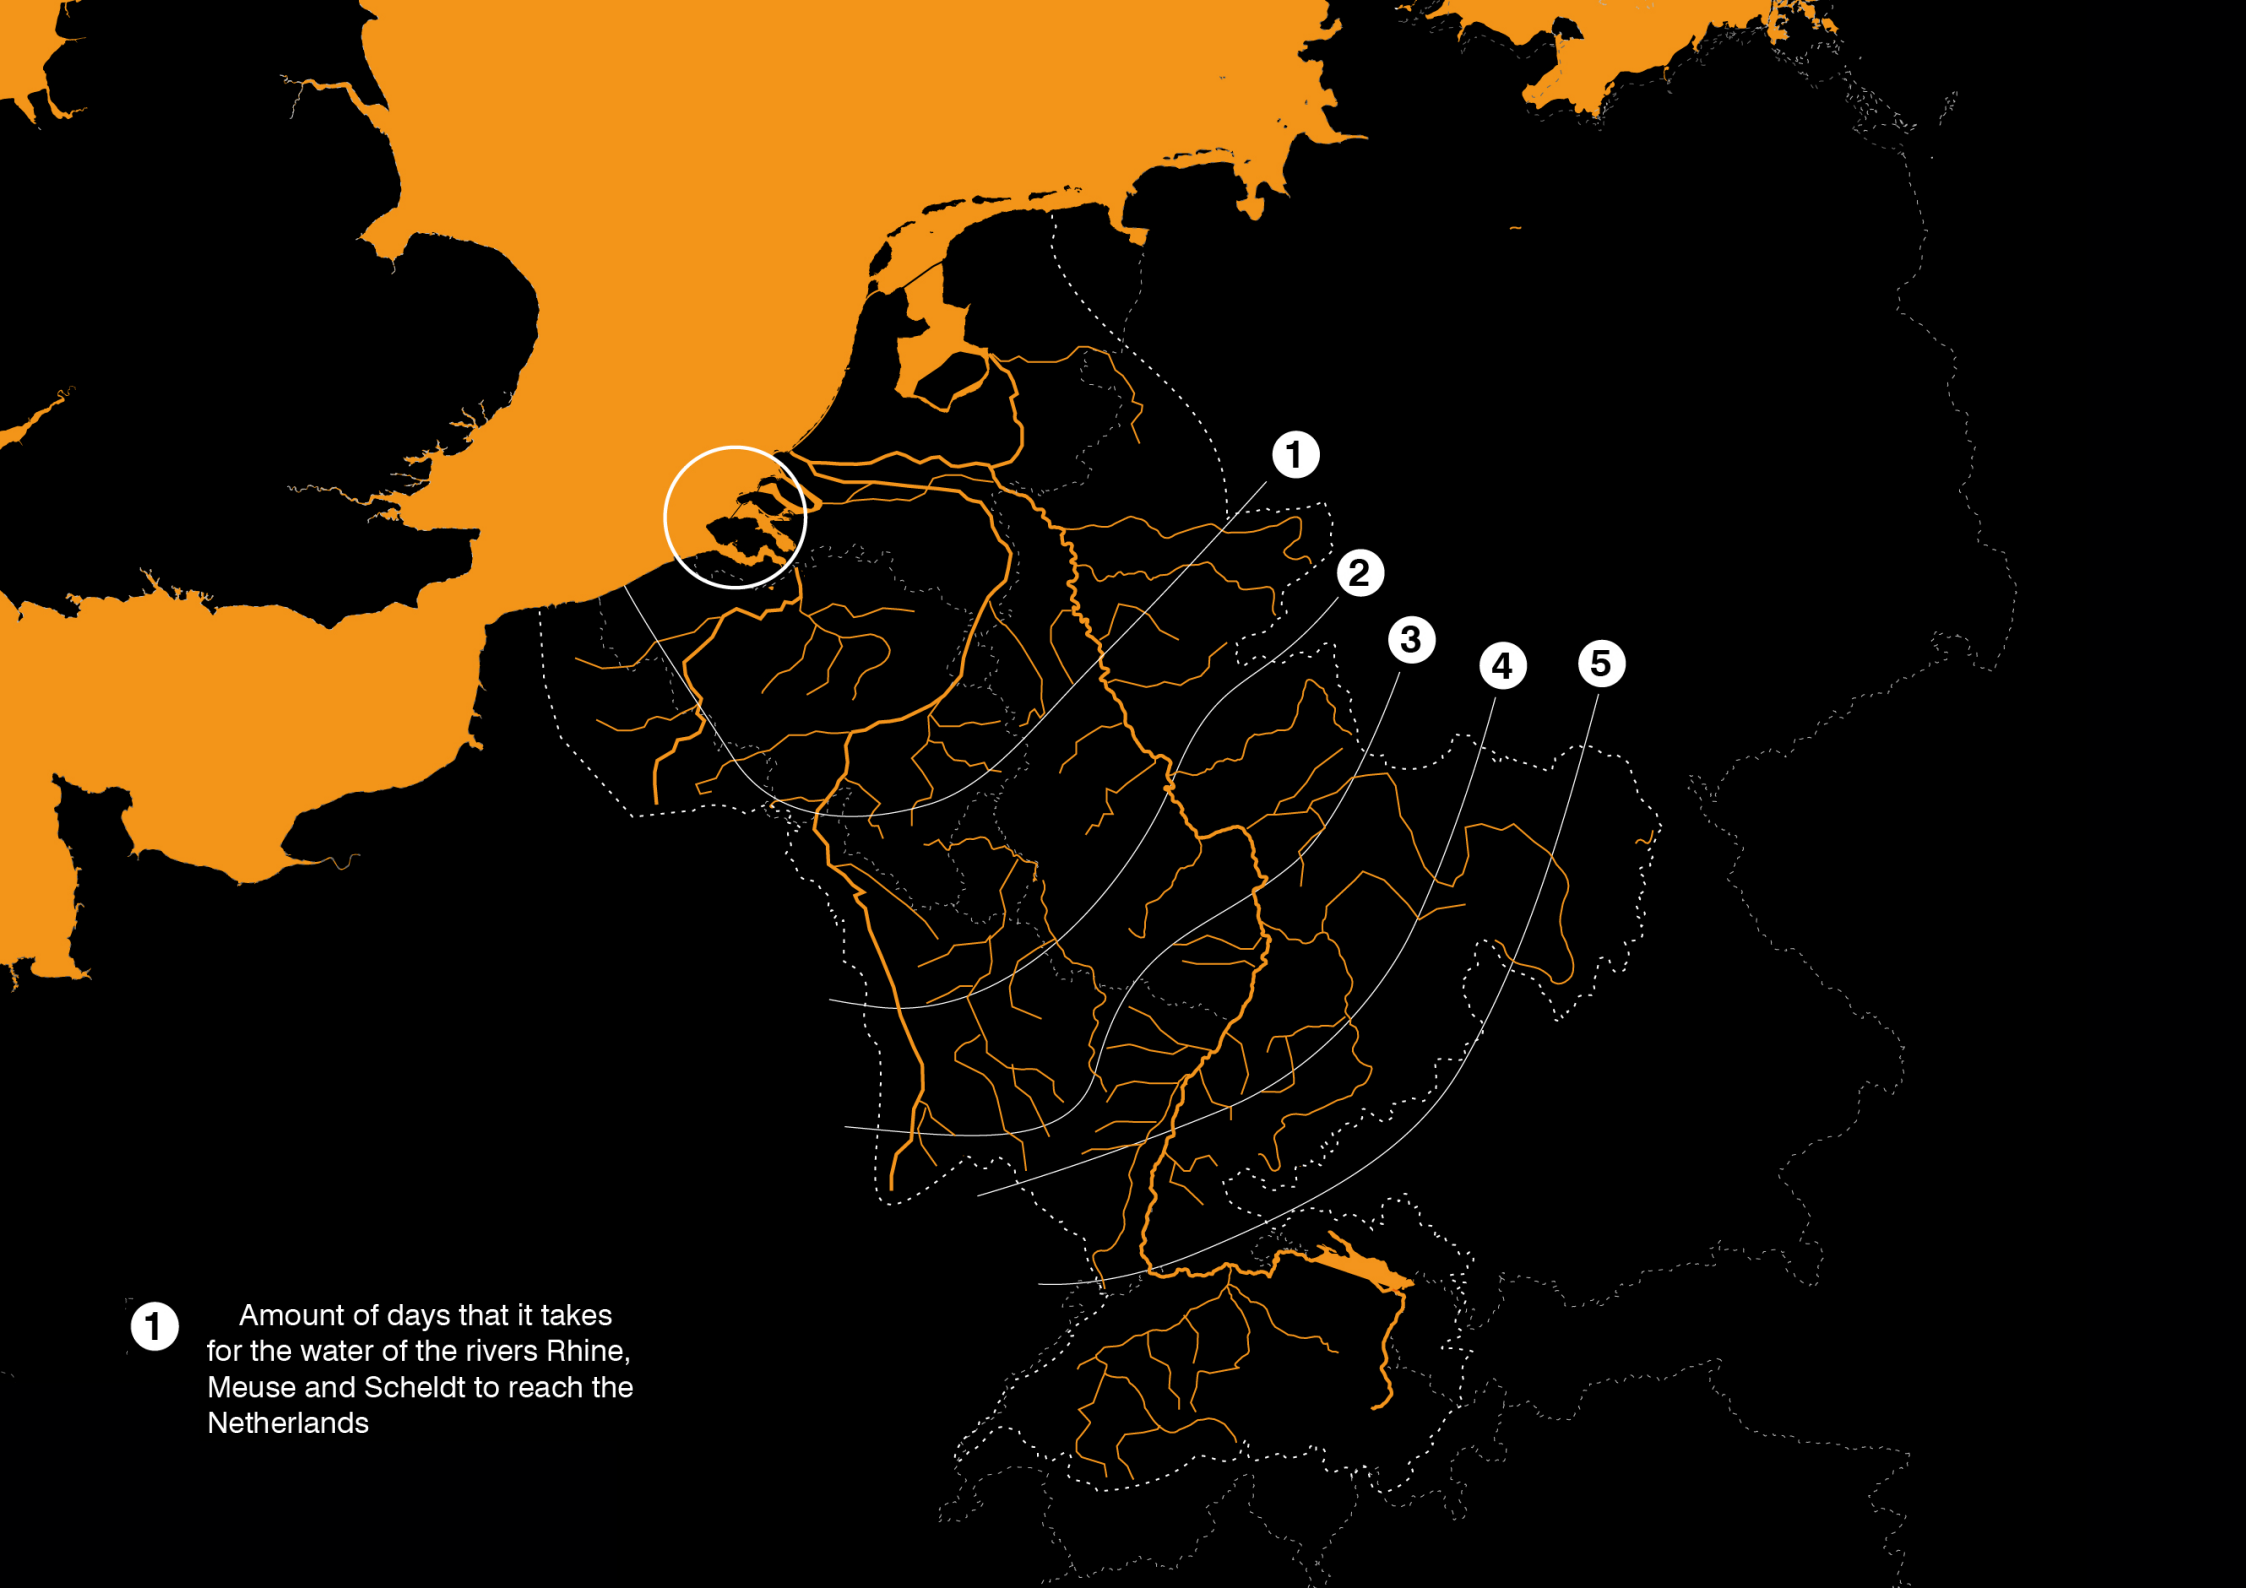 1
2
3
4
5
1
Amount of days that it takes
for the water of the rivers Rhine,
Meuse and Scheldt to reach the
Netherlands